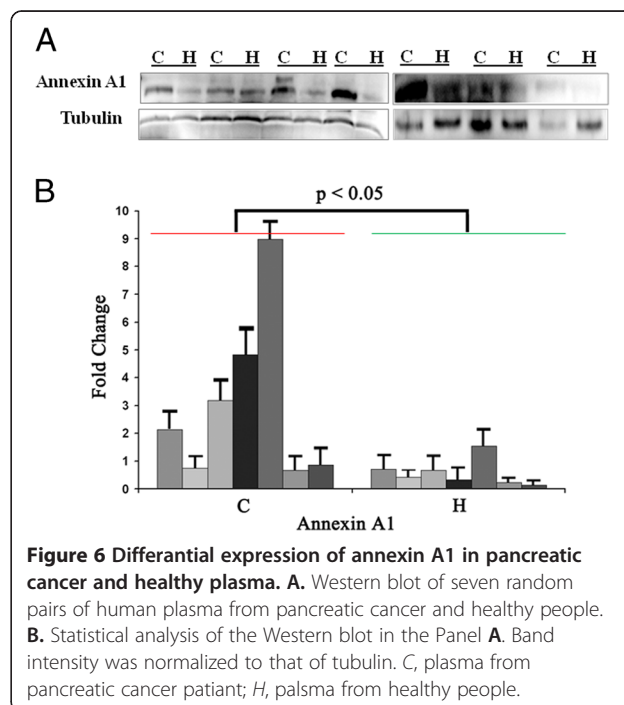 A
C H C H C H C H C H C H C H
Annexin A1
Tubulin
B
p < 0.05
10
9
8
7
6
5
4
3
2
1
0
Fold Change
C H
Annexin A1
Figure 6 Differantial expression of annexin A1 in pancreatic
cancer and healthy plasma. A. Western blot of seven random
pairs of human plasma from pancreatic cancer and healthy people.
B. Statistical analysis of the Western blot in the Panel A. Band
intensity was normalized to that of tubulin. C, plasma from
pancreatic cancer patiant; H, palsma from healthy people.